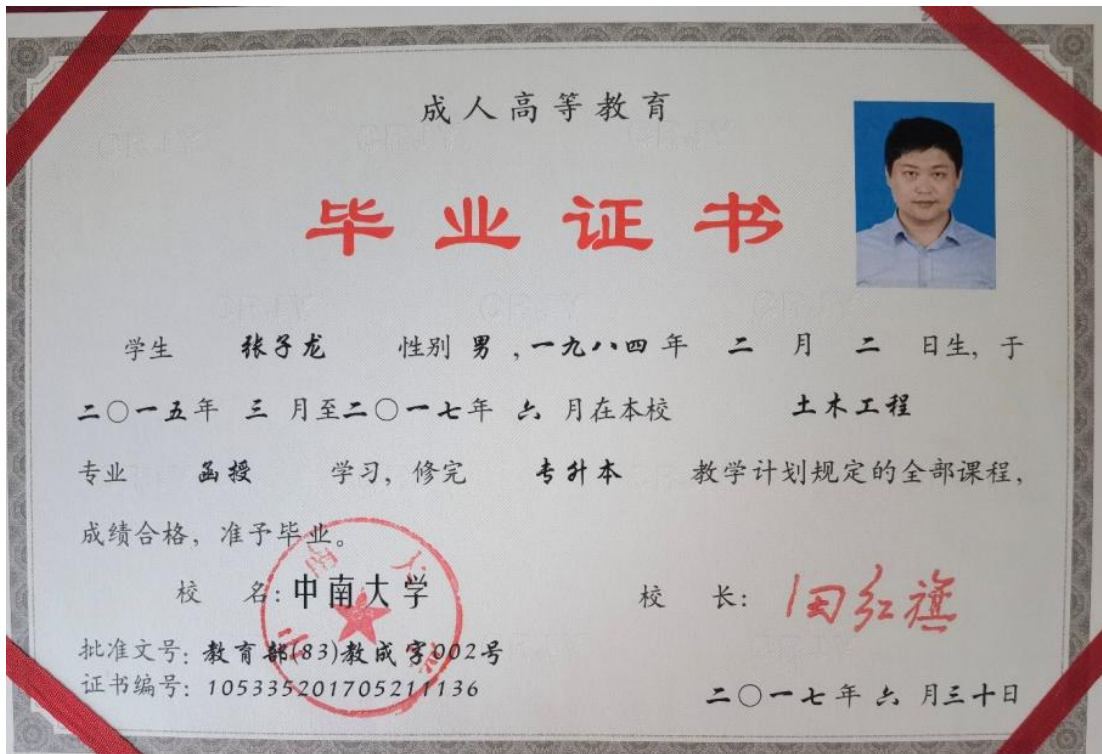 成人高等教育
毕业证书
学生 张子龙 性别 男 ,一九八四 年 二 月 二 日生, 于
二〇一五年 三 月至二〇一七年 六 月在本校 土木工程
专业 函授 学习, 修完 专升本 教学计划规定的全部课程,
成绩合格, 准予毕业。
校 名: 中南大学 校 长: 田红旗
批准文号: 教育部(83)教成字002号
证书编号: 105335201705211136
二〇一七年 六 月三十日